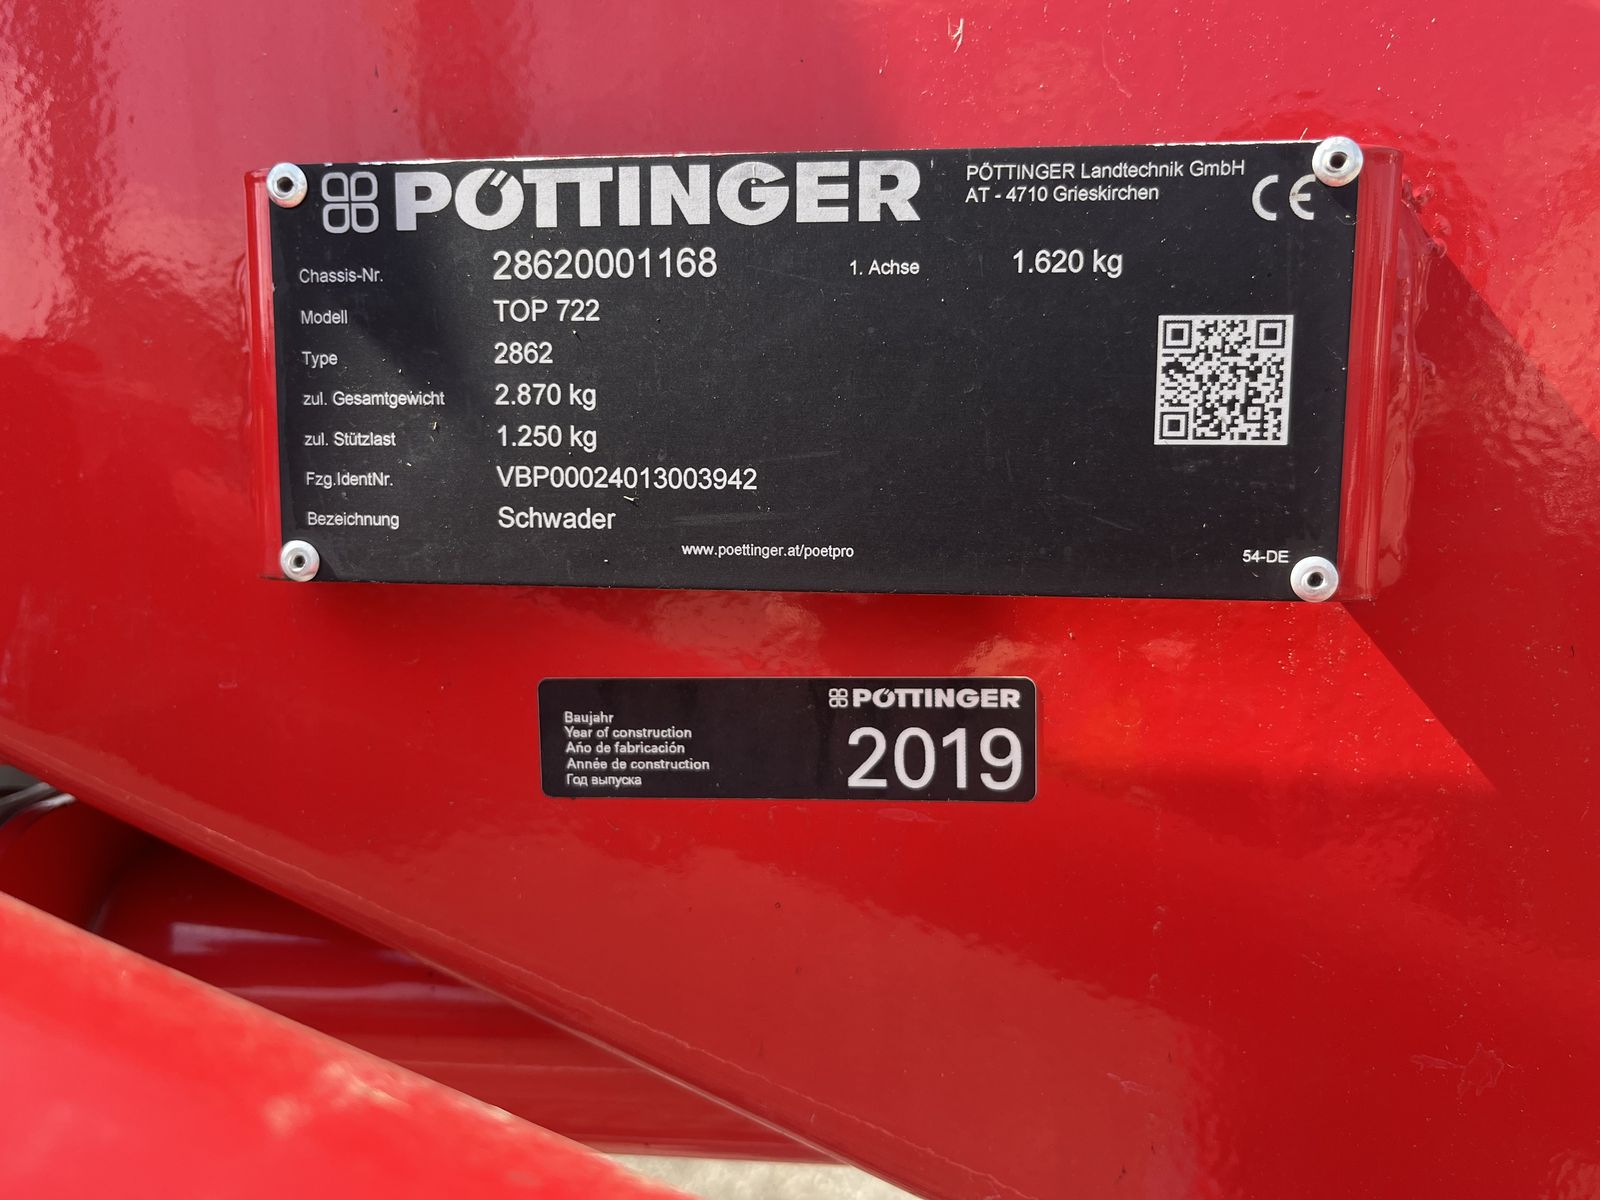 PÖTTINGER
PÖTTINGER Landtechnik GmbH
AT - 4710 Grieskirchen
CE
Chassis-Nr. 28620001168 1. Achse 1.620 kg
Modell TOP 722
Type 2862
zul. Gesamtgewicht 2.870 kg
zul. Stützlast 1.250 kg
Fzg.IdentNr. VBP00024013003942
Bezeichnung Schwader
www.poettinger.at/poetpro
54-DE
PÖTTINGER
Baujahr
Year of construction
Año de fabricación
Année de construction
Год выпуска
2019